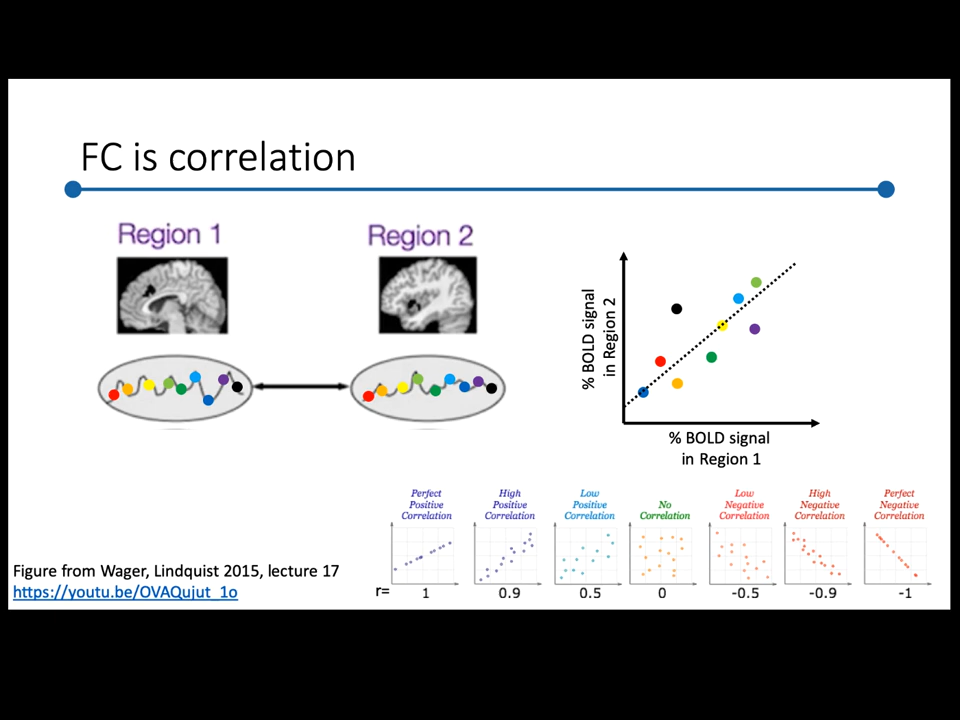 FC is correlation
Region 1
Region 2
% BOLD signal
in Region 2
% BOLD signal
in Region 1
Perfect
Positive
Correlation
High
Positive
Correlation
Low
Positive
Correlation
No
Correlation
Low
Negative
Correlation
High
Negative
Correlation
Perfect
Negative
Correlation
r= 1 0.9 0.5 0 -0.5 -0.9 -1
Figure from Wager, Lindquist 2015, lecture 17
https://youtu.be/OVAQujut_1o